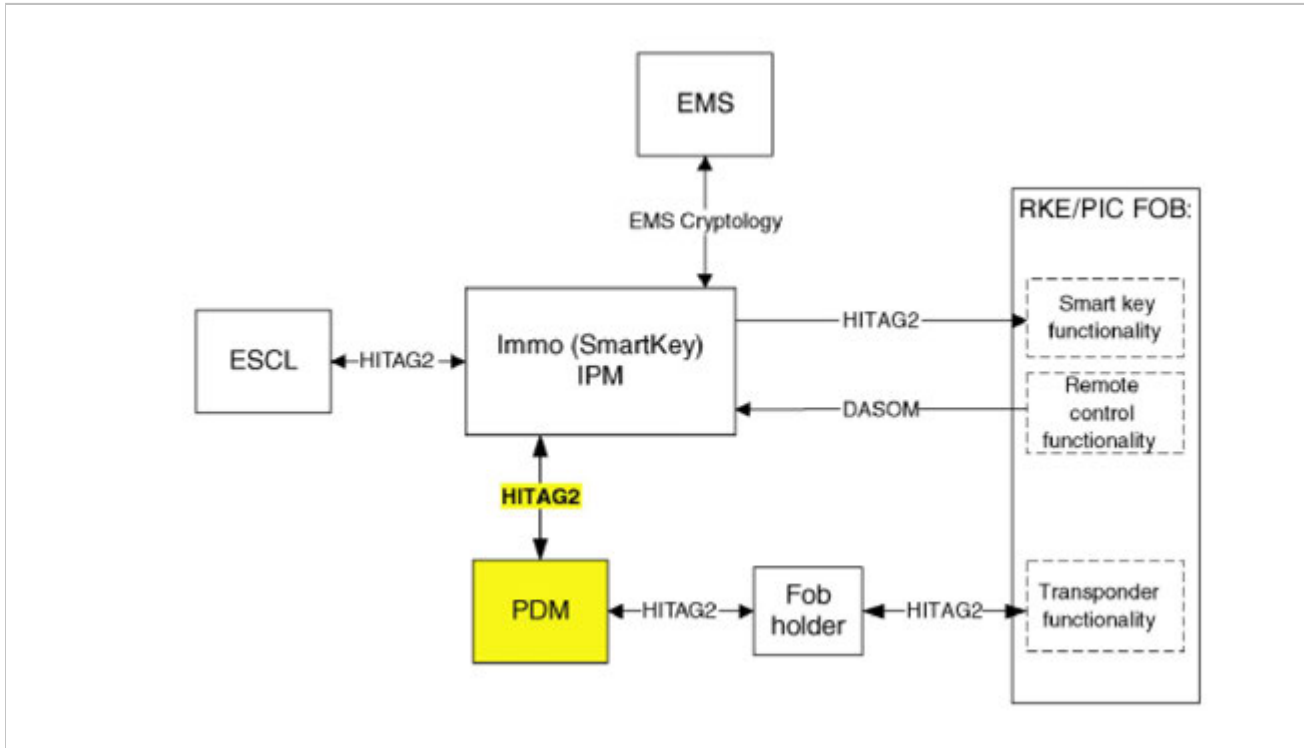 EMS
EMS Cryptology
RKE/PIC FOB:
Immo (SmartKey)
IPM
ESCL
HITAG2
HITAG2
Smart key
functionality
DASOM
Remote
control
functionality
HITAG2
PDM
HITAG2
Fob
holder
HITAG2
Transponder
functionality